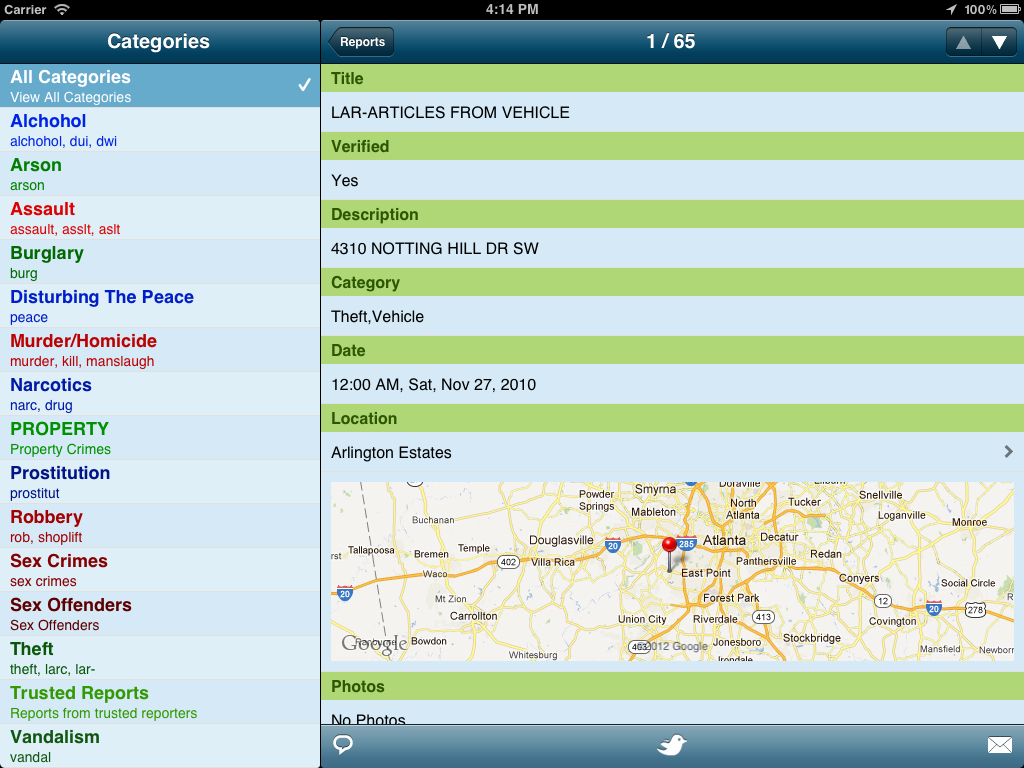 Carrier
4:14 PM
100%
Categories
Reports
1 / 65
All Categories
View All Categories
Alchohol
alchohol, dui, dwi
Arson
arson
Assault
assault, asslt, aslt
Burglary
burg
Disturbing The Peace
peace
Murder/Homicide
murder, kill, manslaugh
Narcotics
narc, drug
PROPERTY
Property Crimes
Prostitution
prostitut
Robbery
rob, shoplift
Sex Crimes
sex crimes
Sex Offenders
Sex Offenders
Theft
theft, larc, lar-
Trusted Reports
Reports from trusted reporters
Vandalism
vandal
Title
LAR-ARTICLES FROM VEHICLE
Verified
Yes
Description
4310 NOTTING HILL DR SW
Category
Theft,Vehicle
Date
12:00 AM, Sat, Nov 27, 2010
Location
Arlington Estates
Smyrna
Doraville
Powder
Springs
Mableton
North
Atlanta
Tucker
Snellville
Loganville
Monroe
Buchanan
Tallapoosa
Bremen
Temple
Douglasville
20
285
Atlanta
Decatur
Redan
402
Villa Rica
Panthersville
Waco
East Point
Conyers
Social Circle
20
Mt Zion
Forest Park
12
20
278
Carrollton
Union City
Riverdale
413
Covington
Google
Bowdon
Whitesburg
2012 Google
Jonesboro
Stockbridge
Irondale
Mansfield
Newborn
Photos
No Photos